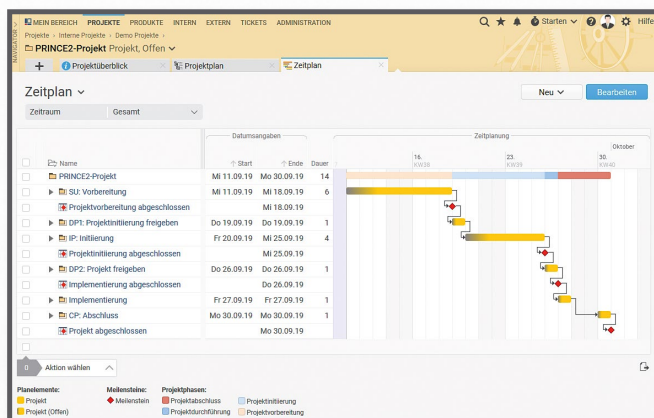 NAVIGATOR
MEIN BEREICH PROJEKTE PRODUKTE INTERN EXTERN TICKETS ADMINISTRATION
Starten
Hilfe
Projekte › Interne Projekte › Demo Projekte ›
PRINCE2-Projekt Projekt, Offen
+ Projektüberblick × Projektplan × Zeitplan ×
Zeitplan
Neu
Bearbeiten
Zeitraum Gesamt
Datumsangaben Zeitplanung
Oktober
16. 23. 30.
Name Start Ende Dauer KW38 KW39 KW40
PRINCE2-Projekt Mi 11.09.19 Mo 30.09.19 14
SU: Vorbereitung Mi 11.09.19 Mi 18.09.19 6
Projektvorbereitung abgeschlossen Mi 18.09.19
DP1: Projektinitiierung freigeben Do 19.09.19 Do 19.09.19 1
IP: Initiierung Fr 20.09.19 Mi 25.09.19 4
Projektinitiierung abgeschlossen Mi 25.09.19
DP2: Projekt freigeben Do 26.09.19 Do 26.09.19 1
Implementierung abgeschlossen Do 26.09.19
Implementierung Fr 27.09.19 Fr 27.09.19 1
CP: Abschluss Mo 30.09.19 Mo 30.09.19 1
Projekt abgeschlossen Mo 30.09.19
0 Aktion wählen
Planelemente: Meilensteine: Projektphasen:
Projekt Meilenstein Projektabschluss Projektinitiierung
Projekt (Offen) Projektdurchführung Projektvorbereitung